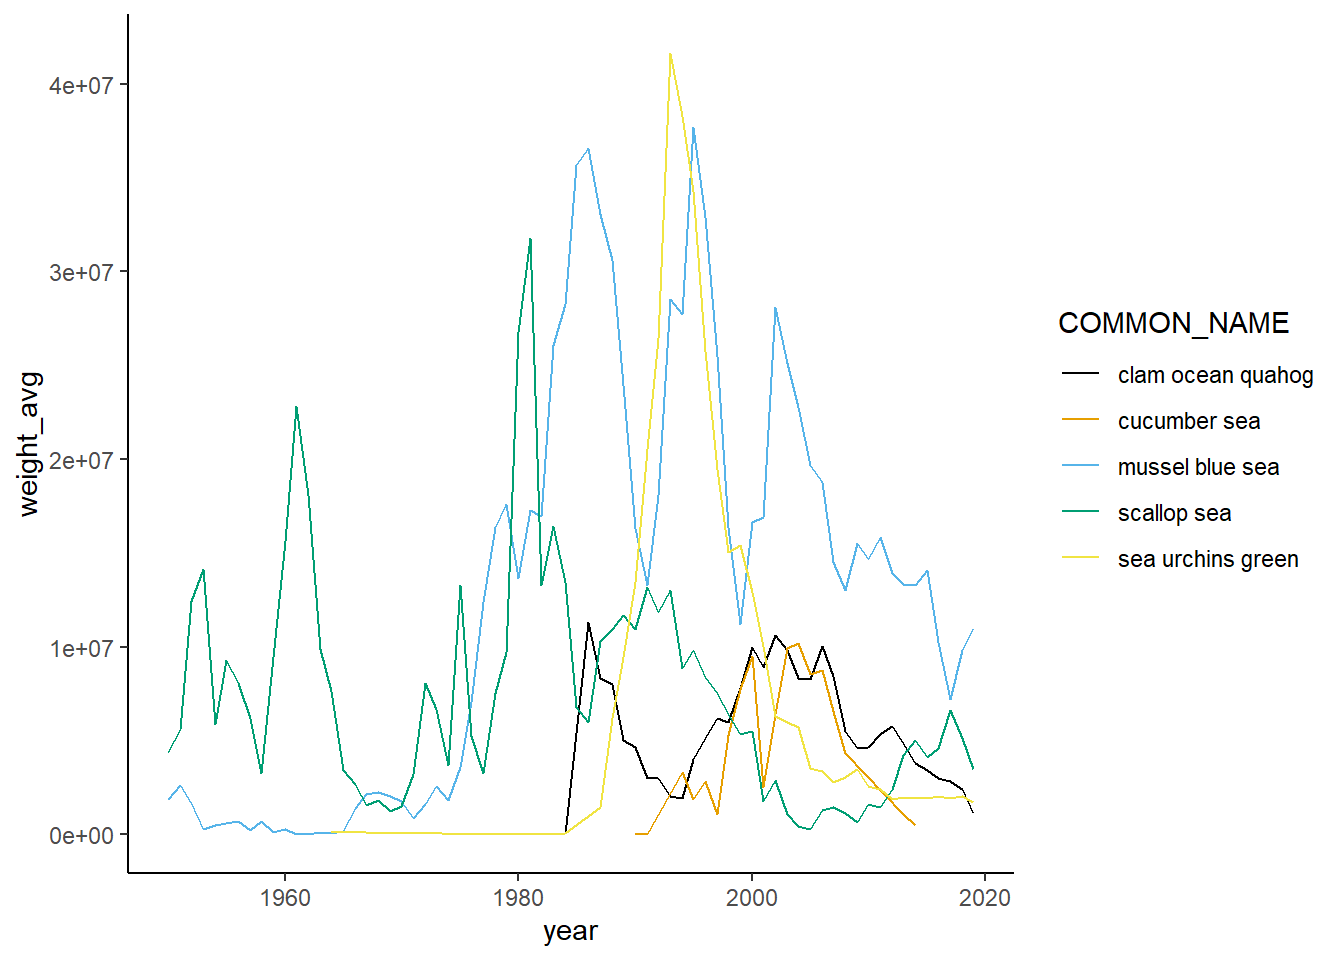 4e+07
3e+07
2e+07
1e+07
0e+00
weight_avg
1960
1980
2000
2020
year
COMMON_NAME
clam ocean quahog
cucumber sea
mussel blue sea
scallop sea
sea urchins green